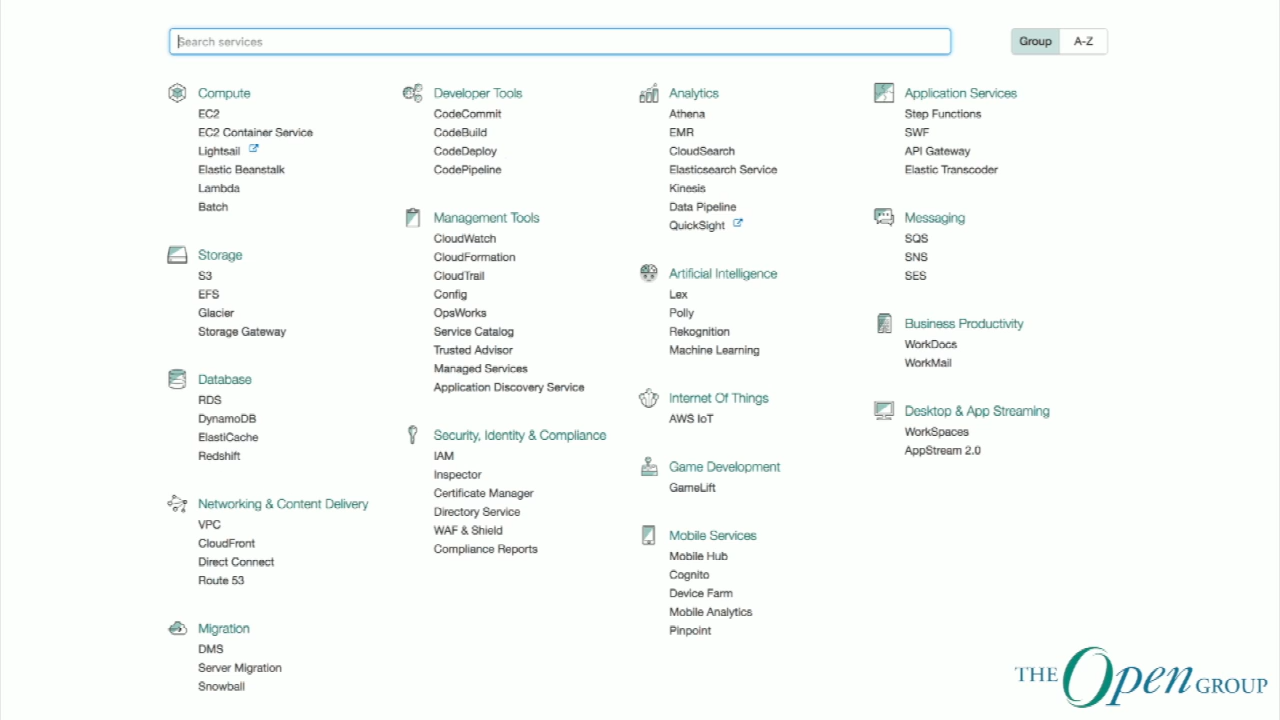 Search services
Group
A-Z
Compute
EC2
EC2 Container Service
Lightsail
Elastic Beanstalk
Lambda
Batch
Storage
S3
EFS
Glacier
Storage Gateway
Database
RDS
DynamoDB
ElastiCache
Redshift
Networking & Content Delivery
VPC
CloudFront
Direct Connect
Route 53
Migration
DMS
Server Migration
Snowball
Developer Tools
CodeCommit
CodeBuild
CodeDeploy
CodePipeline
Management Tools
CloudWatch
CloudFormation
CloudTrail
Config
OpsWorks
Service Catalog
Trusted Advisor
Managed Services
Application Discovery Service
Security, Identity & Compliance
IAM
Inspector
Certificate Manager
Directory Service
WAF & Shield
Compliance Reports
Analytics
Athena
EMR
CloudSearch
Elasticsearch Service
Kinesis
Data Pipeline
QuickSight
Artificial Intelligence
Lex
Polly
Rekognition
Machine Learning
Internet Of Things
AWS IoT
Game Development
GameLift
Mobile Services
Mobile Hub
Cognito
Device Farm
Mobile Analytics
Pinpoint
Application Services
Step Functions
SWF
API Gateway
Elastic Transcoder
Messaging
SQS
SNS
SES
Business Productivity
WorkDocs
WorkMail
Desktop & App Streaming
WorkSpaces
AppStream 2.0
THE Open GROUP